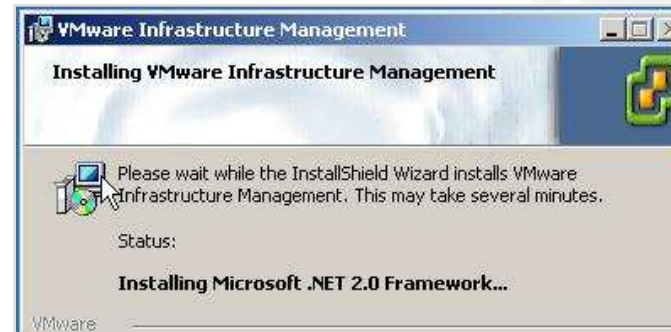 VMware Infrastructure Management
Installing VMware Infrastructure Management
Please wait while the InstallShield Wizard installs VMware
Infrastructure Management. This may take several minutes.
Status:
Installing Microsoft .NET 2.0 Framework...
VMware